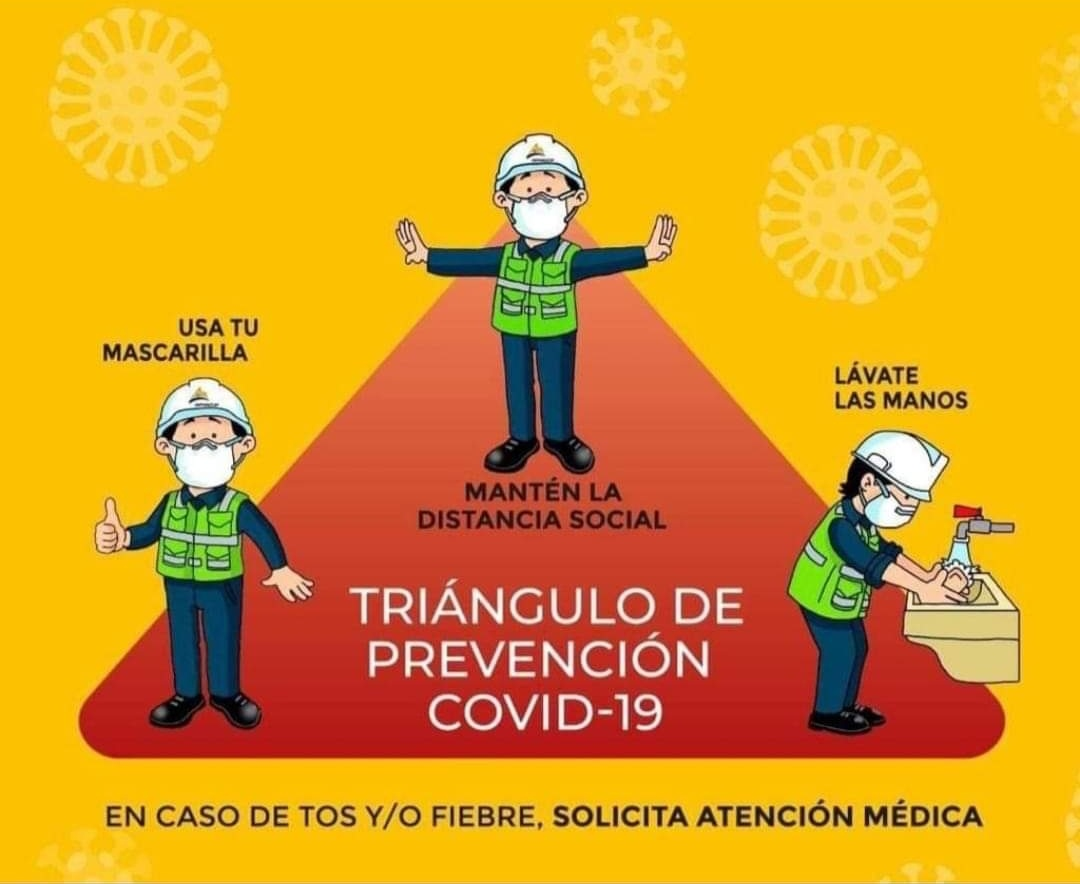 USA TU
MASCARILLA
LÁVATE
LAS MANOS
MANTÉN LA
DISTANCIA SOCIAL
TRIÁNGULO DE
PREVENCIÓN
COVID-19
EN CASO DE TOS Y/O FIEBRE, SOLICITA ATENCIÓN MÉDICA